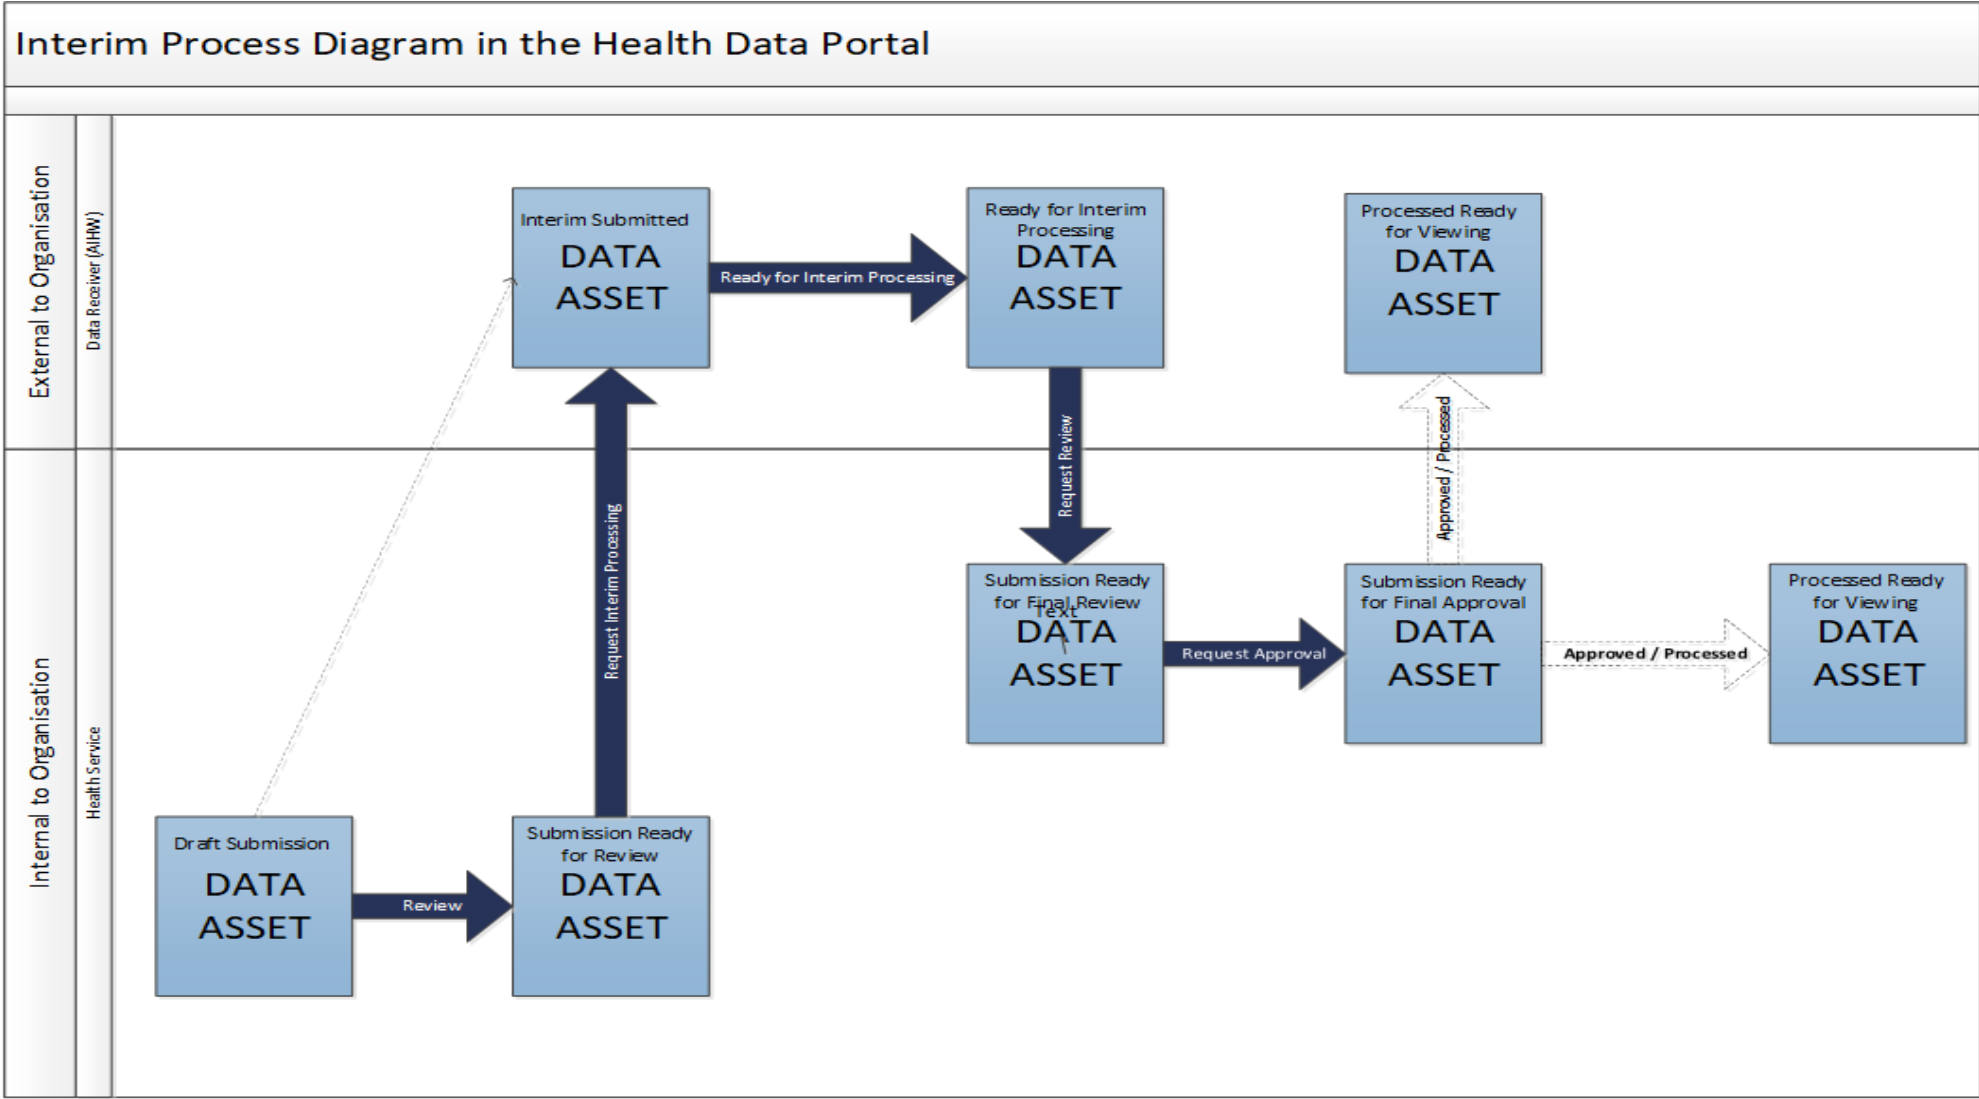 Interim Process Diagram in the Health Data Portal
External to Organisation
Data Receiver (AIHW)
Interim Submitted
DATA
ASSET
Ready for Interim Processing
Ready for Interim
Processing
DATA
ASSET
Processed Ready
for Viewing
DATA
ASSET
Request Interim Processing
Request Review
Approved / Processed
Internal to Organisation
Health Service
Submission Ready
for Final Review
Text
DATA
ASSET
Request Approval
Submission Ready
for Final Approval
DATA
ASSET
Approved / Processed
Processed Ready
for Viewing
DATA
ASSET
Draft Submission
DATA
ASSET
Review
Submission Ready
for Review
DATA
ASSET